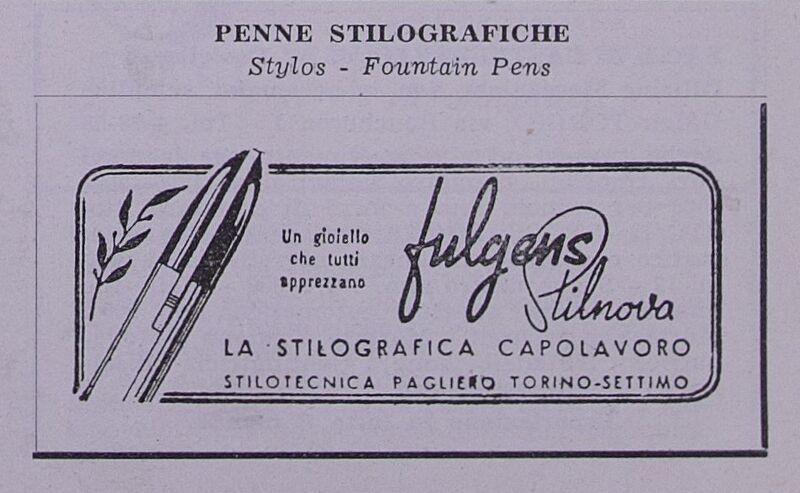 PENNE STILOGRAFICHE
Stylos - Fountain Pens
Un gioiello
che tutti
apprezzano
fulgens
Stilnova
LA STILOGRAFICA CAPOLAVORO
STILOTECNICA PAGLIERO TORINO-SETTIMO